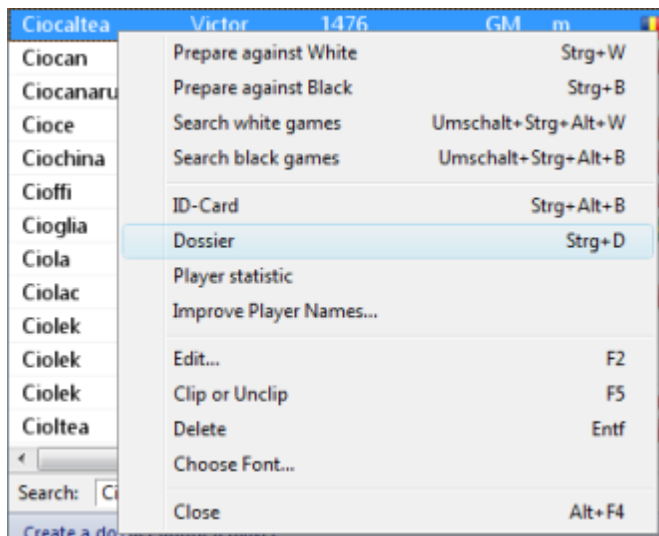 Ciocaltea Victor 1476 GM m
Ciocan Prepare against White Strg+W
Ciocanaru Prepare against Black Strg+B
Cioce Search white games Umschalt+Strg+Alt+W
Ciochina Search black games Umschalt+Strg+Alt+B
Cioffi
Cioglia ID-Card Strg+Alt+B
Ciola Dossier Strg+D
Ciolac Player statistic
Ciolek Improve Player Names...
Ciolek Edit... F2
Ciolek Clip or Unclip F5
Cioltea Delete Entf
Choose Font...
Search: Ci
Close Alt+F4
Create a do